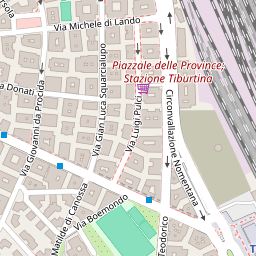 Via Michele di Lando
Piazzale delle Province;
Stazione Tiburtina
Donati
Via Giovanni da Procida
Via Gian Luca Squarcialupo
Via Luigi Pulci
Circonvallazione Nomentana
Via Boemondo
Matilde di Canossa
Teodorico